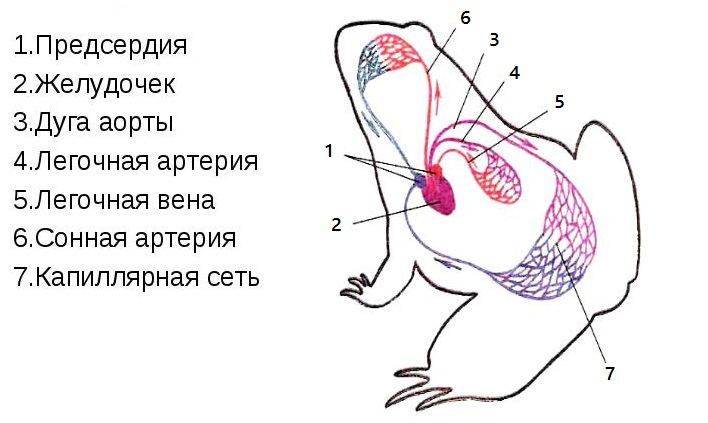 1.Предсердия
2.Желудочек
3.Дуга аорты
4.Легочная артерия
5.Легочная вена
6.Сонная артерия
7.Капиллярная сеть
6
3
4
5
1
2
7